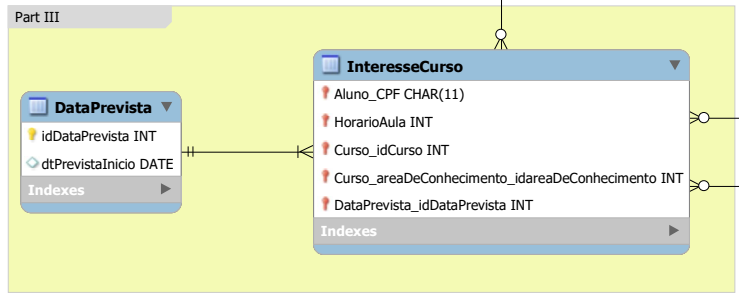 Part III
InteresseCurso
Aluno_CPF CHAR(11)
HorarioAula INT
Curso_idCurso INT
Curso_areaDeConhecimento_idareaDeConhecimento INT
DataPrevista_idDataPrevista INT
Indexes
DataPrevista
idDataPrevista INT
dtPrevistaInicio DATE
Indexes